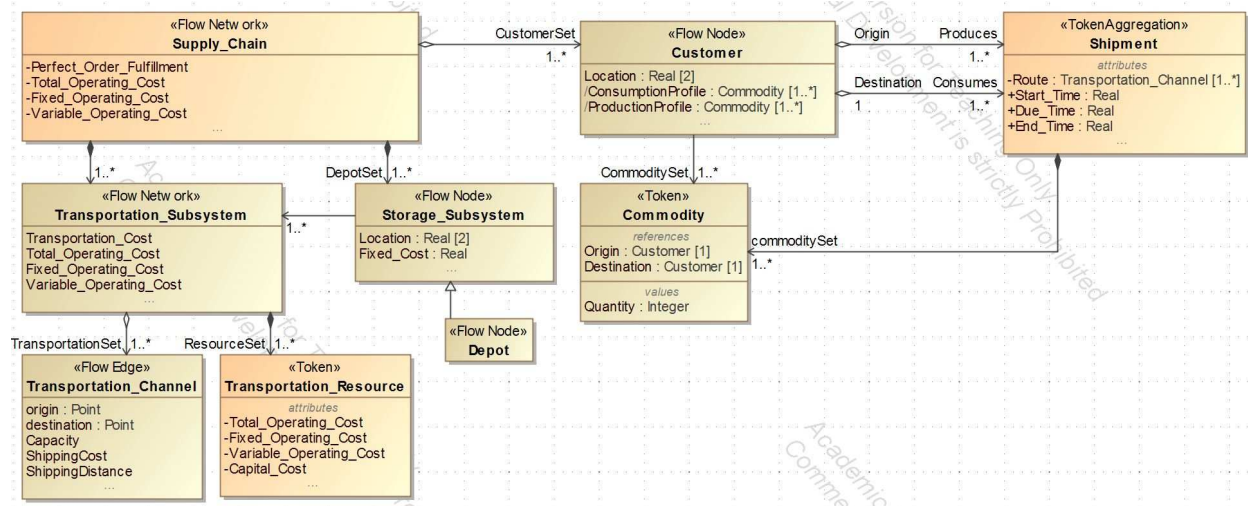 «Flow Network»
Supply_Chain
-Perfect_Order_Fulfillment
-Total_Operating_Cost
-Fixed_Operating_Cost
-Variable_Operating_Cost
...
CustomerSet
1..*
«Flow Node»
Customer
Location : Real [2]
/ConsumptionProfile : Commodity [1..*]
/ProductionProfile : Commodity [1..*]
...
Origin
Produces
1..*
Destination
Consumes
1
1..*
«TokenAggregation»
Shipment
attributes
-Route : Transportation_Channel [1..*]
+Start_Time : Real
+Due_Time : Real
+End_Time : Real
...
1..*
DepotSet
1..*
CommoditySet
1..*
«Flow Network»
Transportation_Subsystem
Transportation_Cost
Total_Operating_Cost
Fixed_Operating_Cost
Variable_Operating_Cost
...
1..*
«Flow Node»
Storage_Subsystem
Location : Real [2]
Fixed_Cost : Real
...
«Token»
Commodity
references
Origin : Customer [1]
Destination : Customer [1]
values
Quantity : Integer
commoditySet
1..*
«Flow Node»
Depot
TransportationSet
1..*
ResourceSet
1..*
«Flow Edge»
Transportation_Channel
origin : Point
destination : Point
Capacity
ShippingCost
ShippingDistance
...
«Token»
Transportation_Resource
attributes
-Total_Operating_Cost
-Fixed_Operating_Cost
-Variable_Operating_Cost
-Capital_Cost
...